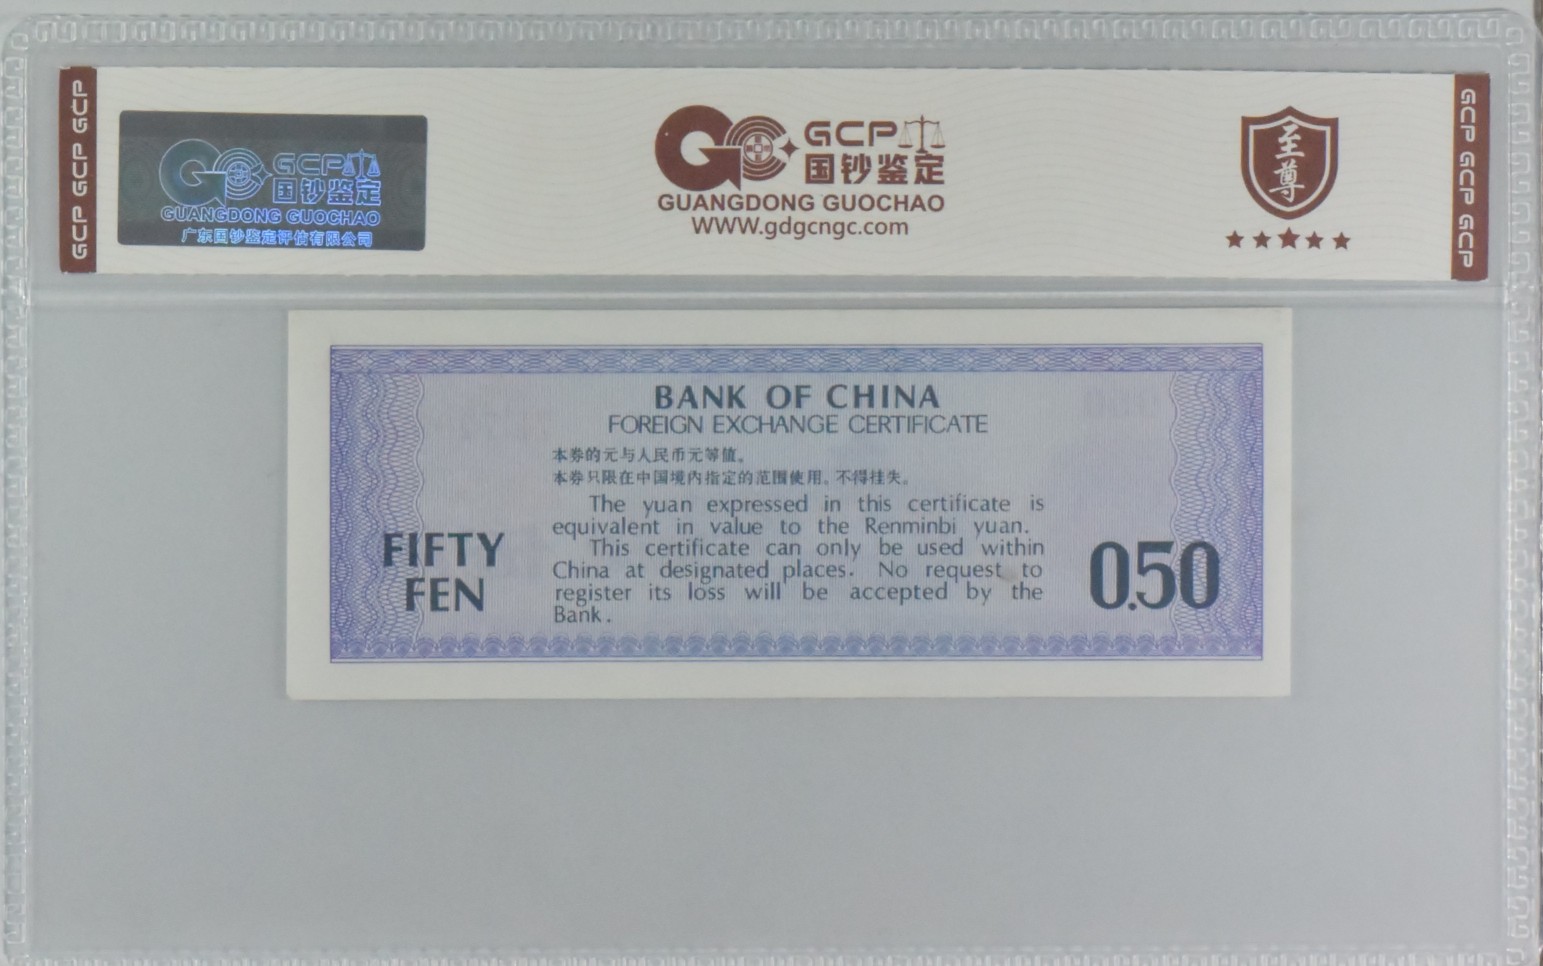 GCP GCP GCP
GCP
国钞鉴定
GUANGDONG GUOCHAO
广东国钞鉴定评估有限公司
GCP
国钞鉴定
GUANGDONG GUOCHAO
WWW.gdgcngc.com
至尊
GCP GCP GCP
BANK OF CHINA
FOREIGN EXCHANGE CERTIFICATE
本券的元与人民币元等值。
本券只限在中国境内指定的范围使用。不得挂失。
The yuan expressed in this certificate is
equivalent in value to the Renminbi yuan.
This certificate can only be used within
China at designated places. No request to
register its loss will be accepted by the
Bank.
FIFTY
FEN
0.50